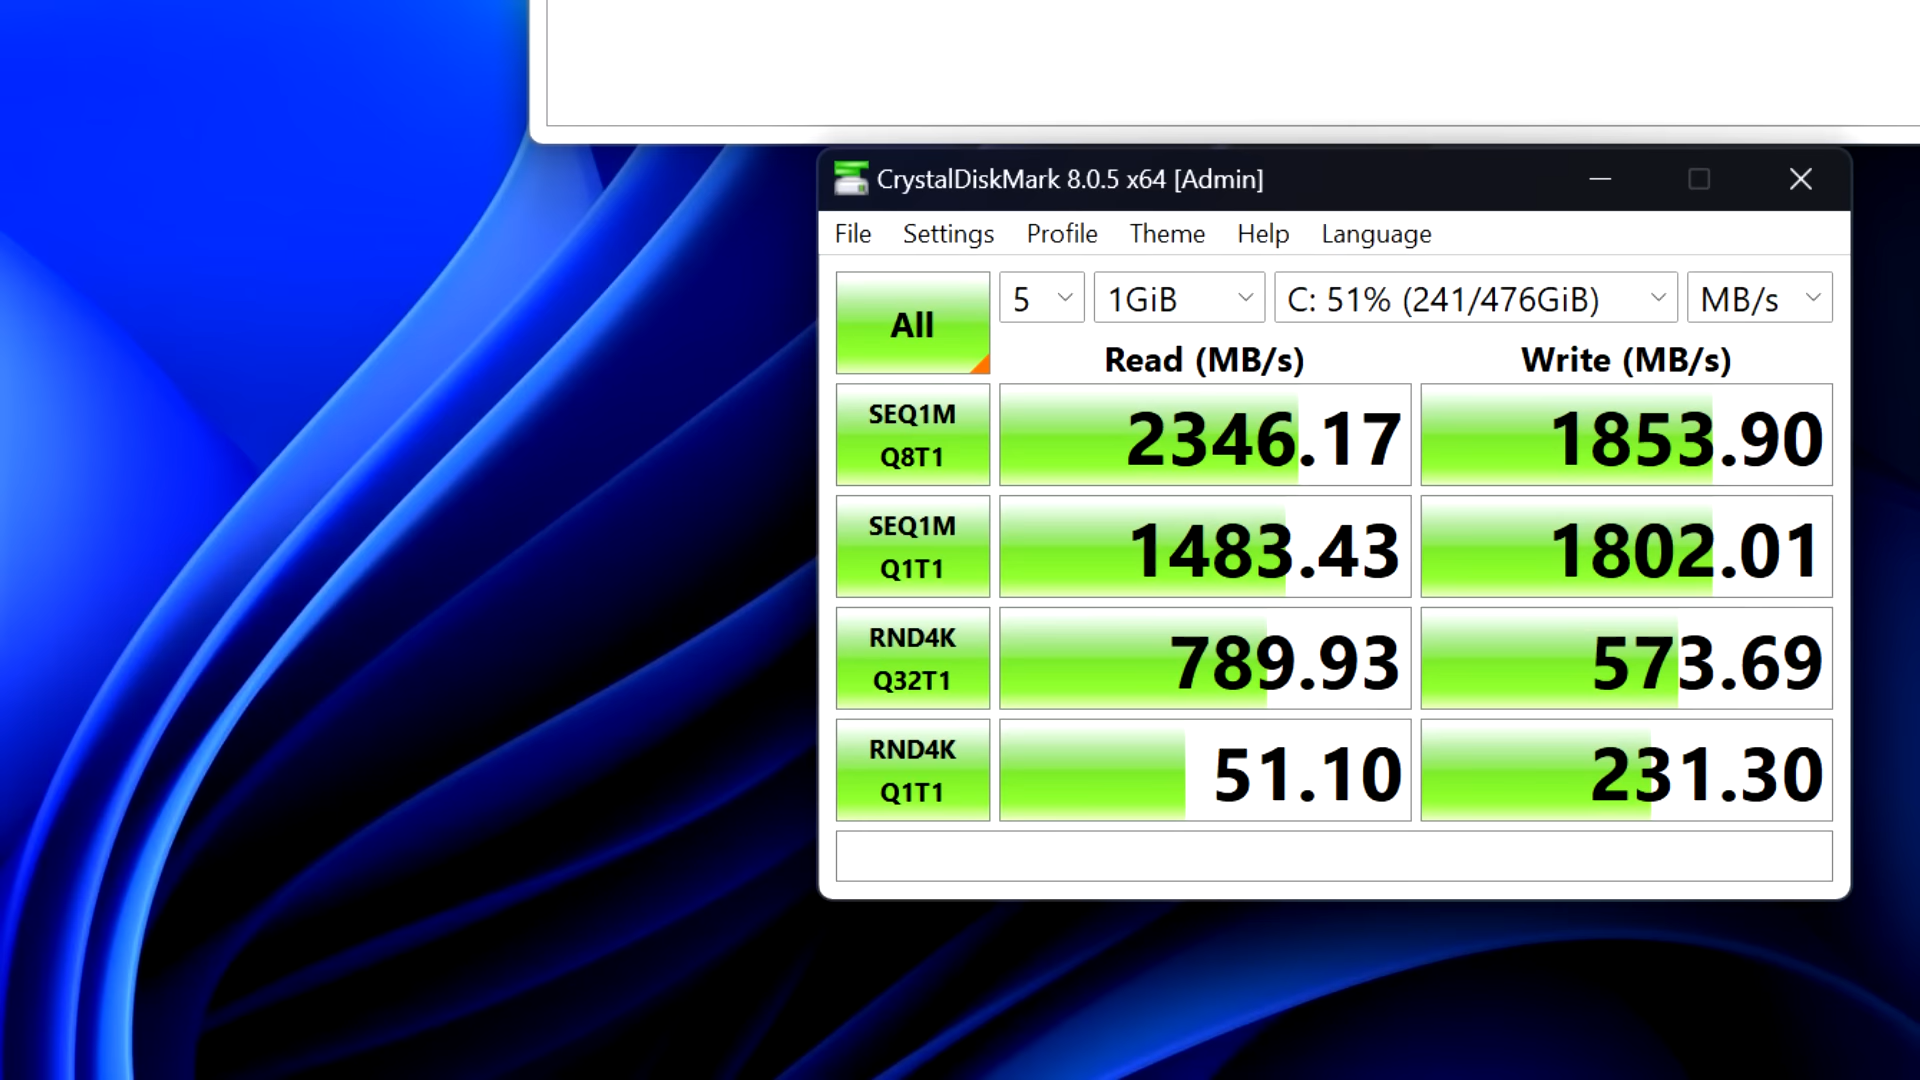 CrystalDiskMark 8.0.5 x64 [Admin]
File Settings Profile Theme Help Language
All 5 1GiB C: 51% (241/476GiB) MB/s
Read (MB/s) Write (MB/s)
SEQ1M
Q8T1 2346.17 1853.90
SEQ1M
Q1T1 1483.43 1802.01
RND4K
Q32T1 789.93 573.69
RND4K
Q1T1 51.10 231.30